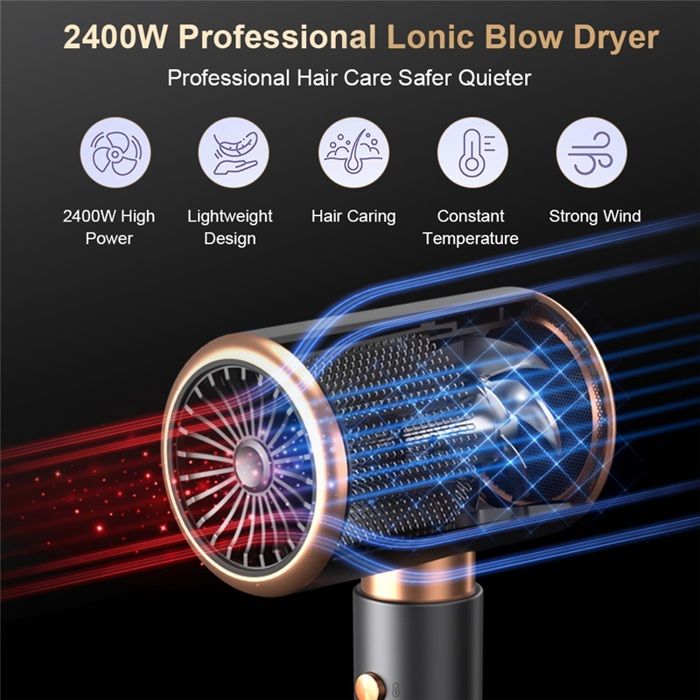 2400W Professional Lonic Blow Dryer
Professional Hair Care Safer Quieter
2400W High
Power
Lightweight
Design
Hair Caring
Constant
Temperature
Strong Wind